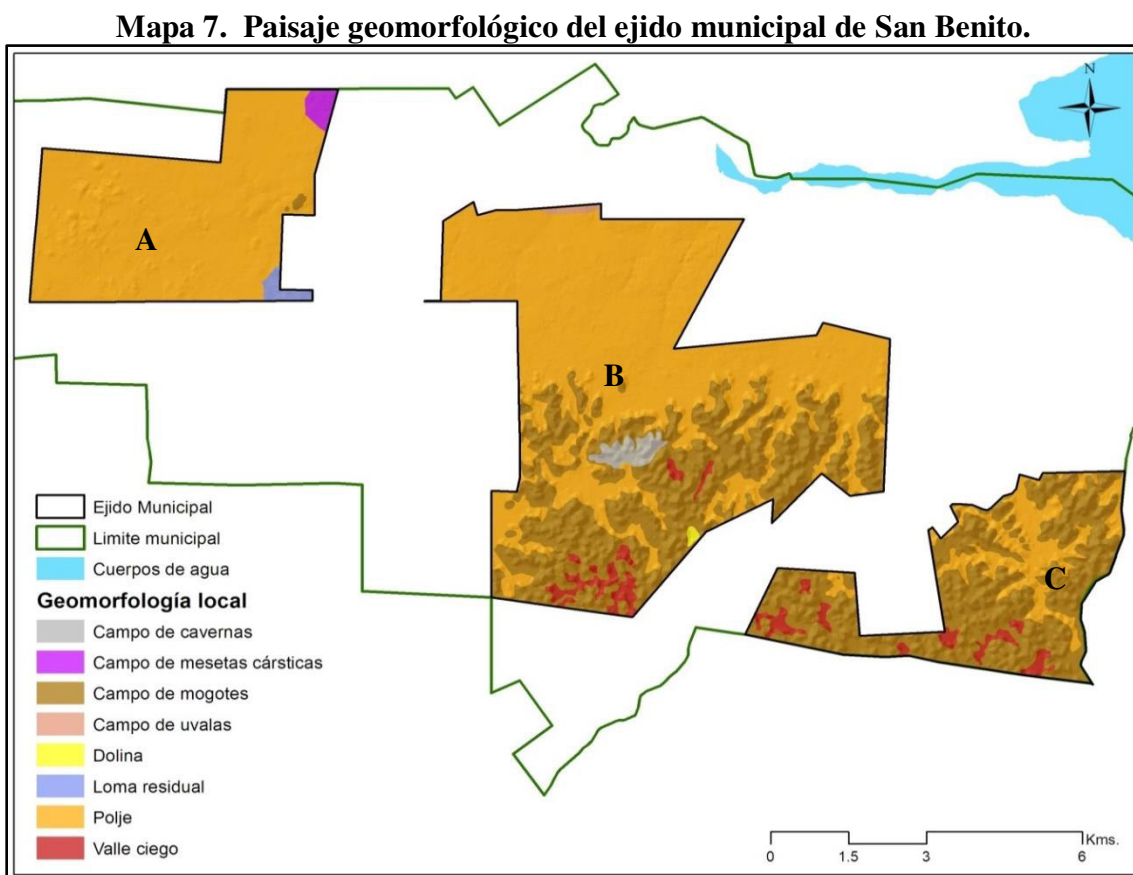 Mapa 7. Paisaje geomorfológico del ejido municipal de San Benito.
N
A
B
C
Ejido Municipal
Limite municipal
Cuerpos de agua
Geomorfología local
Campo de cavernas
Campo de mesetas cársticas
Campo de mogotes
Campo de uvalas
Dolina
Loma residual
Polje
Valle ciego
Kms.
0 1.5 3 6